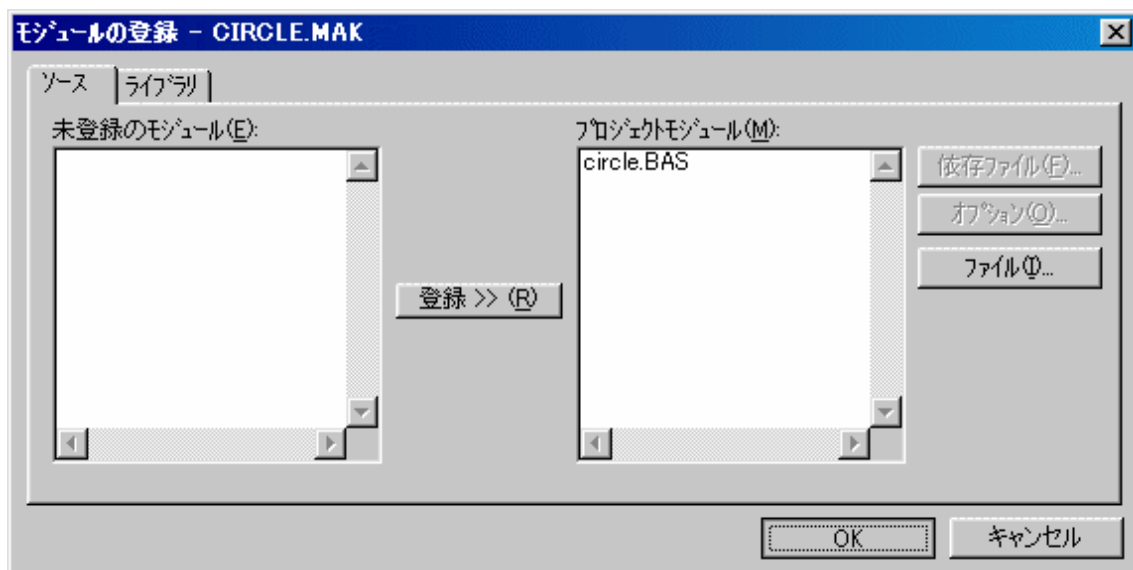 ﾓｼﾞｭｰﾙの登録 - CIRCLE.MAK
ソース
ﾗｲﾌﾞﾗﾘ
未登録のﾓｼﾞｭｰﾙ(E):
ﾌﾟﾛｼﾞｪｸﾄﾓｼﾞｭｰﾙ(M):
circle.BAS
依存ﾌｧｲﾙ(F)...
ｵﾌﾟｼｮﾝ(O)...
ﾌｧｲﾙ(I)...
登録 >> (R)
OK
キャンセル